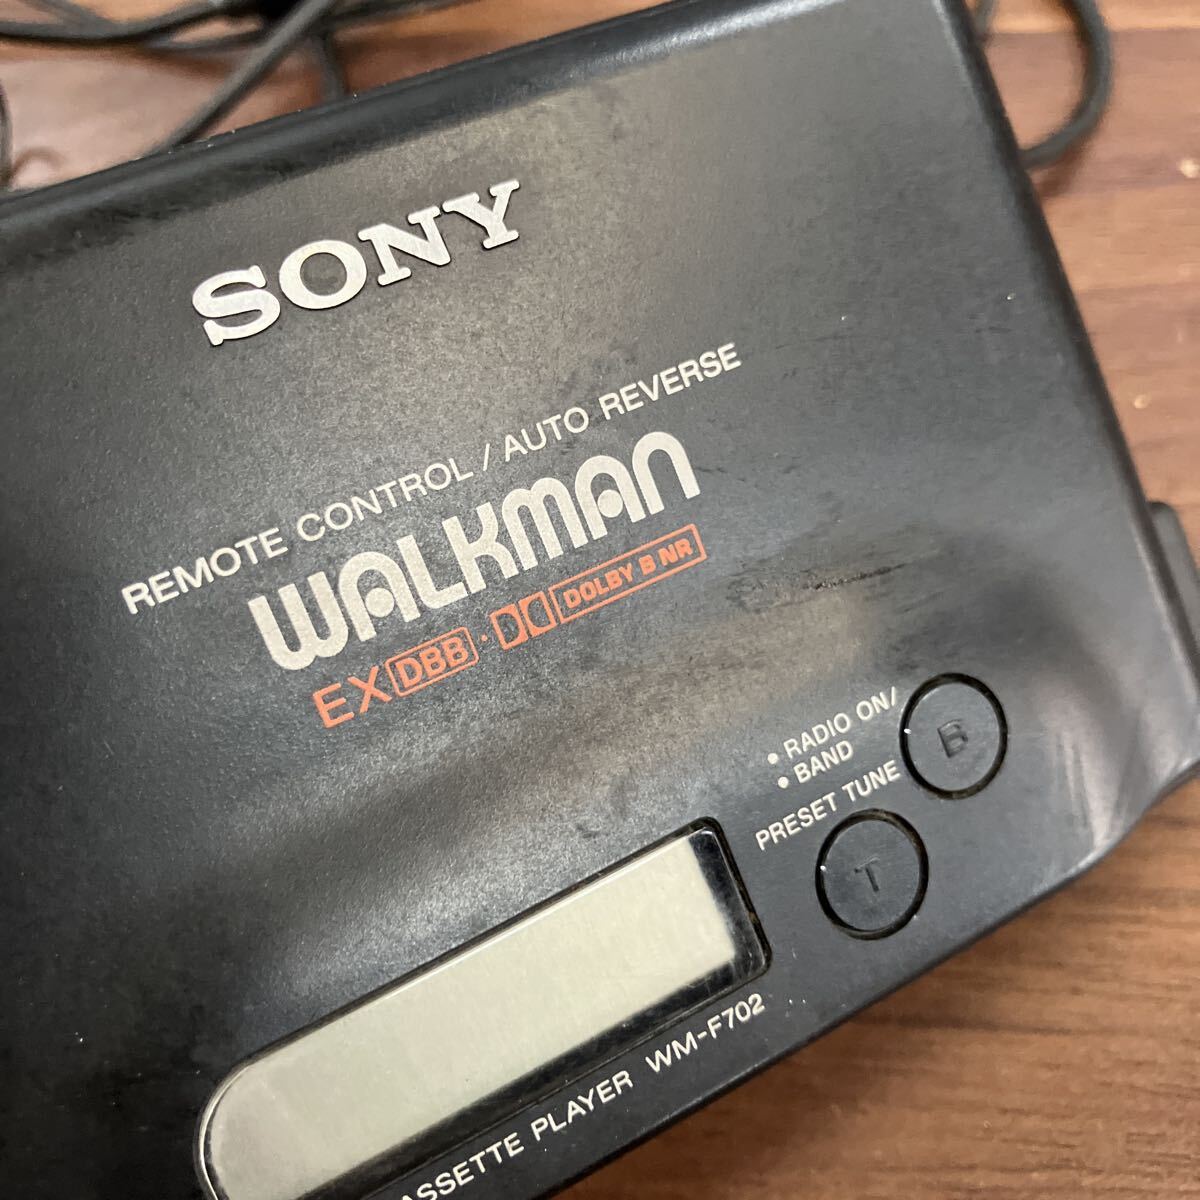 SONY
REMOTE CONTROL / AUTO REVERSE
WALKMAN
EX DBB · DOLBY B NR
• RADIO ON/
• BAND
B
PRESET TUNE
T
ASSETTE PLAYER WM-F702